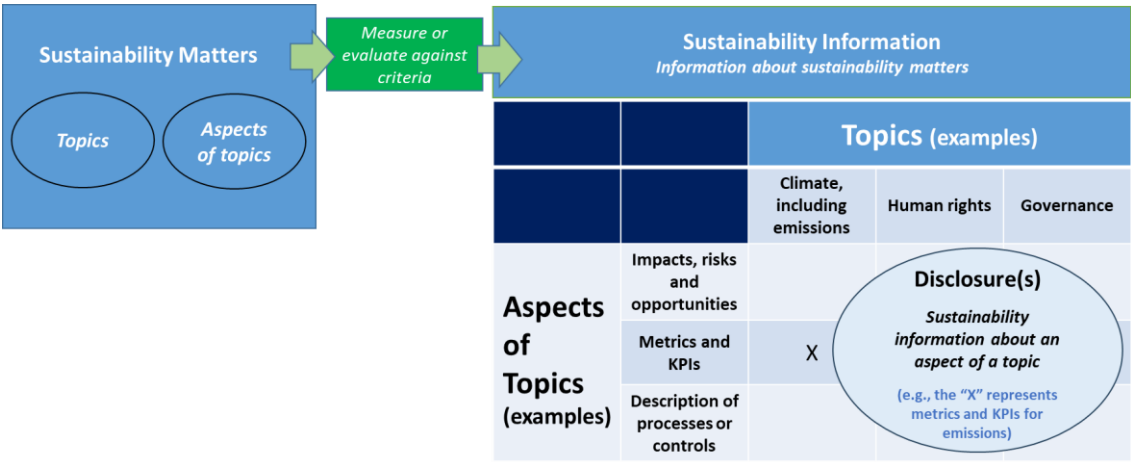 Sustainability Matters
Topics
Aspects
of topics
Measure or
evaluate against
criteria
Sustainability Information
Information about sustainability matters
Topics (examples)
Climate,
including
emissions
Human rights
Governance
Aspects
of
Topics
(examples)
Impacts, risks
and
opportunities
Metrics and
KPIs
X
Description of
processes or
controls
Disclosure(s)
Sustainability
information about an
aspect of a topic
(e.g., the “X” represents
metrics and KPIs for
emissions)